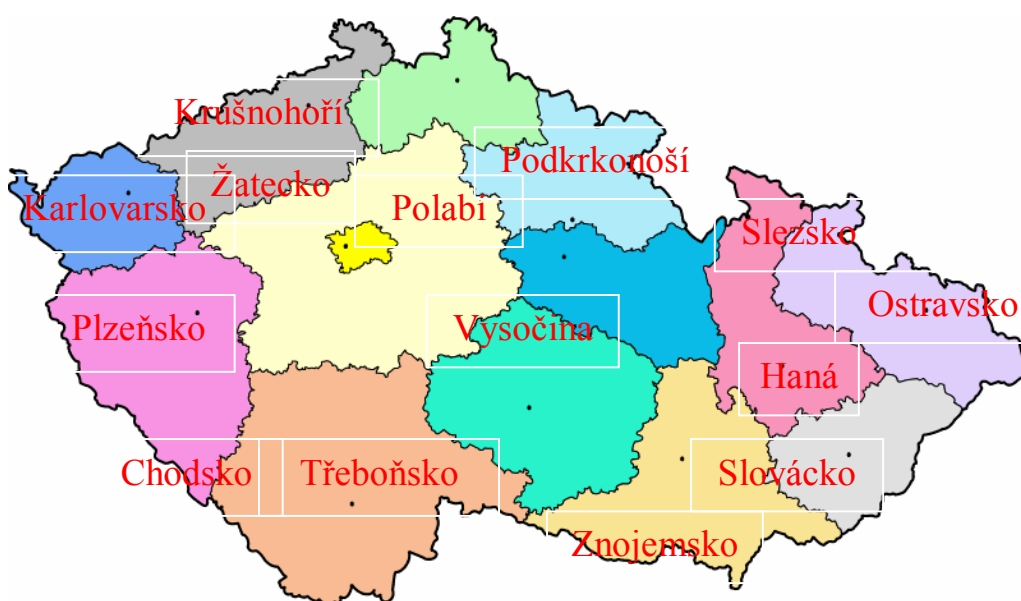 Krušnohoří
Podkrkonoší
Žatecko
Karlovarsko
Polabí
Slezsko
Ostravsko
Plzeňsko
Vysočina
Haná
Chodsko
Třeboňsko
Slovácko
Znojemsko